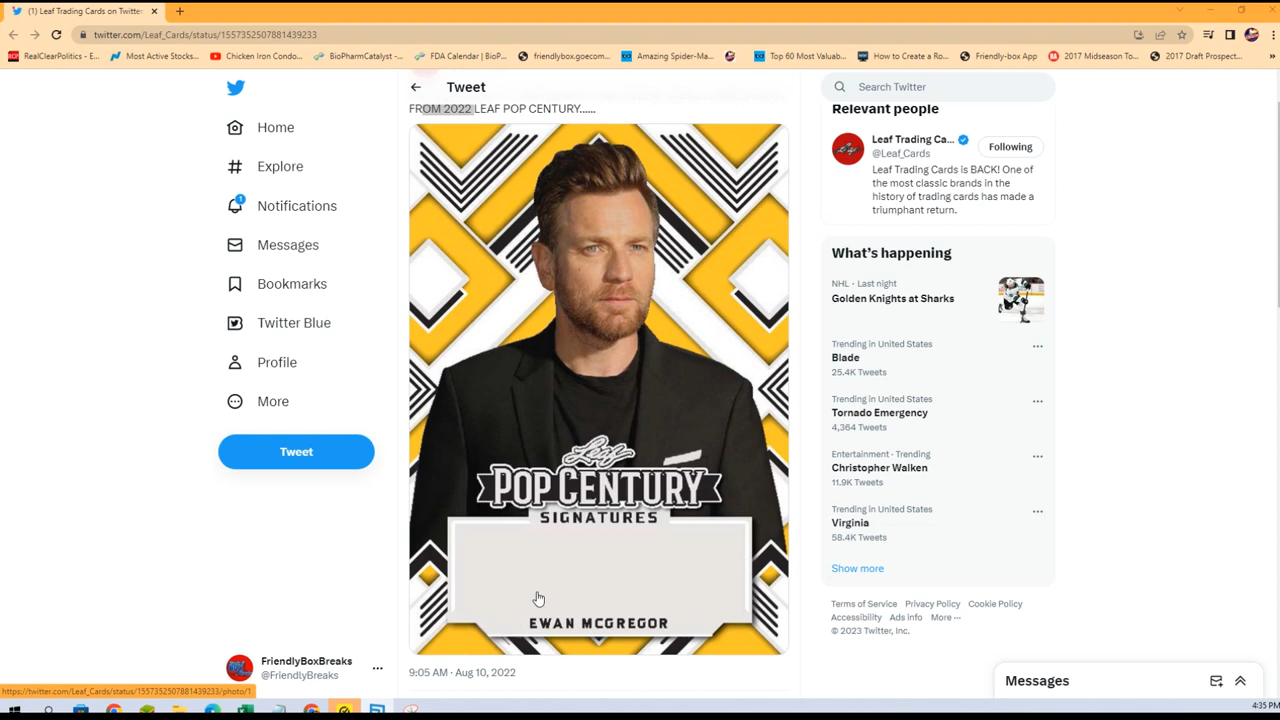 (1) Leaf Trading Cards on Twitter
twitter.com/Leaf_Cards/status/1557352507881439233
RealClearPolitics - E...
Most Active Stocks...
Chicken Iron Condo...
BioPharmCatalyst -...
FDA Calendar | BioP...
friendlybox.goecom...
Amazing Spider-Ma...
Top 60 Most Valuab...
How to Create a Ro...
Friendly-box App
2017 Midseason To...
2017 Draft Prospect...
Home
Explore
1
Notifications
Messages
Bookmarks
Twitter Blue
Profile
More
Tweet
FriendlyBoxBreaks
@FriendlyBreaks
https://twitter.com/Leaf_Cards/status/1557352507881439233/photo/1
Tweet
FROM 2022 LEAF POP CENTURY......
Leaf
POP CENTURY
SIGNATURES
EWAN MCGREGOR
9:05 AM · Aug 10, 2022
Search Twitter
Relevant people
Leaf Trading Ca...
@Leaf_Cards
Following
Leaf Trading Cards is BACK! One of
the most classic brands in the
history of trading cards has made a
triumphant return.
What's happening
NHL · Last night
Golden Knights at Sharks
Trending in United States
Blade
25.4K Tweets
Trending in United States
Tornado Emergency
4,364 Tweets
Entertainment · Trending
Christopher Walken
11.9K Tweets
Trending in United States
Virginia
58.4K Tweets
Show more
Terms of Service Privacy Policy Cookie Policy
Accessibility Ads info More ···
© 2023 Twitter, Inc.
Messages
4:35 PM